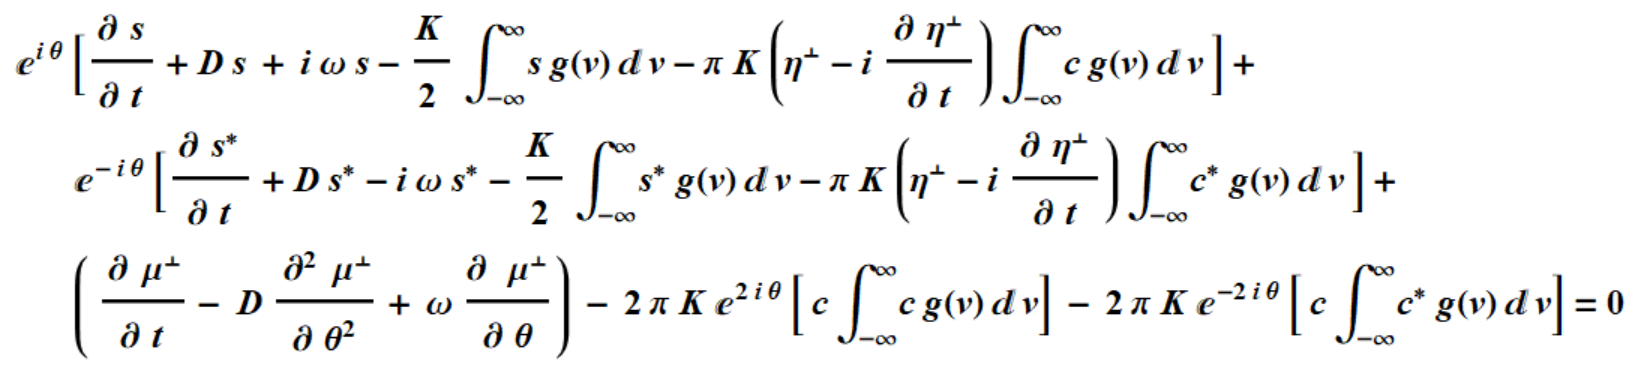 e^{iθ} [ ∂s/∂t + D s + i ω s − K/2 ∫_{−∞}^{∞} s g(v) d v − π K ( η^⊥ − i ∂η^⊥/∂t ) ∫_{−∞}^{∞} c g(v) d v ] +
e^{−iθ} [ ∂s*/∂t + D s* − i ω s* − K/2 ∫_{−∞}^{∞} s* g(v) d v − π K ( η^⊥ − i ∂η^⊥/∂t ) ∫_{−∞}^{∞} c* g(v) d v ] +
( ∂μ^⊥/∂t − D ∂²μ^⊥/∂θ² + ω ∂μ^⊥/∂θ ) − 2 π K e^{2iθ} [ c ∫_{−∞}^{∞} c g(v) d v ] − 2 π K e^{−2iθ} [ c ∫_{−∞}^{∞} c* g(v) d v ] = 0